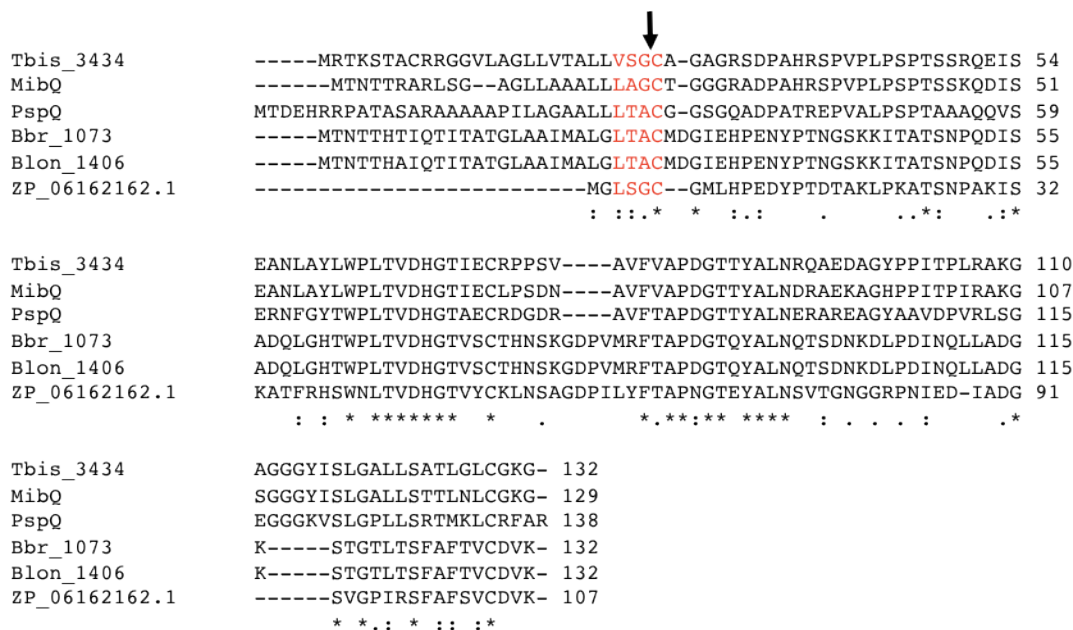 Tbis_3434 -----MRTKSTACRRGGVLAGLLVTALLVSGCA-GAGRSDPAHRSPVPLPSPTSSRQEIS 54
MibQ -----MTNTTRARLSG--AGLLAAALLLAGCT-GGGRADPAHRSPVPLPSPTSSKQDIS 51
PspQ MTDEHRRPATASARAAAAAPILAGAALLLTACG-GSGQADPATREPVALPSPTAAAQQVS 59
Bbr_1073 -----MTNTTHTIQTITATGLAAIMALGLTACMDGIEHPENYPTNGSKKITATSNPQDIS 55
Blon_1406 -----MTNTTHAIQTITATGLAAIMALGLTACMDGIEHPENYPTNGSKKITATSNPQDIS 55
ZP_06162162.1 --------------------------MGLSGC--GMLHPEDYPTDTAKLPKATSNPAKIS 32
: ::.* * :.: . ..*: .:*
Tbis_3434 EANLAYLWPLTVDHGTIECRPPSV----AVFVAPDGTTYALNRQAEDAGYPPITPLRAKG 110
MibQ EANLAYLWPLTVDHGTIECLPSDN----AVFVAPDGTTYALNDRAEKAGHPPITPIRAKG 107
PspQ ERNFGYTWPLTVDHGTAECRDGDR----AVFTAPDGTTYALNERAREAGYAAVDPVRLSG 115
Bbr_1073 ADQLGHTWPLTVDHGTVSCTHNSKGDPVMRFTAPDGTQYALNQTSDNKDLPDINQLLADG 115
Blon_1406 ADQLGHTWPLTVDHGTVSCTHNSKGDPVMRFTAPDGTQYALNQTSDNKDLPDINQLLADG 115
ZP_06162162.1 KATFRHSWNLTVDHGTVYCKLNSAGDPILYFTAPNGTEYALNSVTGNGGRPNIED-IADG 91
: : * ******* * . *.**:** **** : . . . : .*
Tbis_3434 AGGGYISLGALLSATLGLCGKG- 132
MibQ SGGGYISLGALLSTTLNLCGKG- 129
PspQ EGGGKVSLGPLLSRTMKLCRFAR 138
Bbr_1073 K-----STGTLTSFAFTVCDVK- 132
Blon_1406 K-----STGTLTSFAFTVCDVK- 132
ZP_06162162.1 ------SVGPIRSFAFSVCDVK- 107
* *.: * :: :*